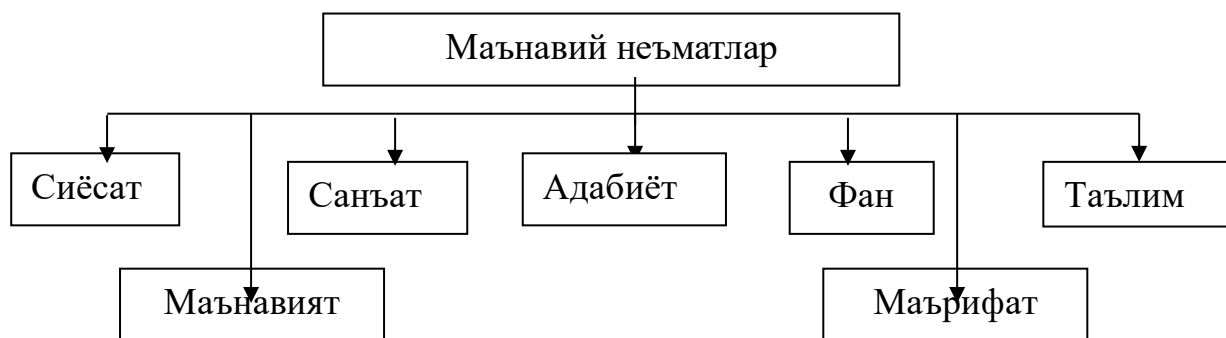 Маънавий неъматлар
Сиёсат
Санъат
Адабиёт
Фан
Таълим
Маънавият
Маърифат